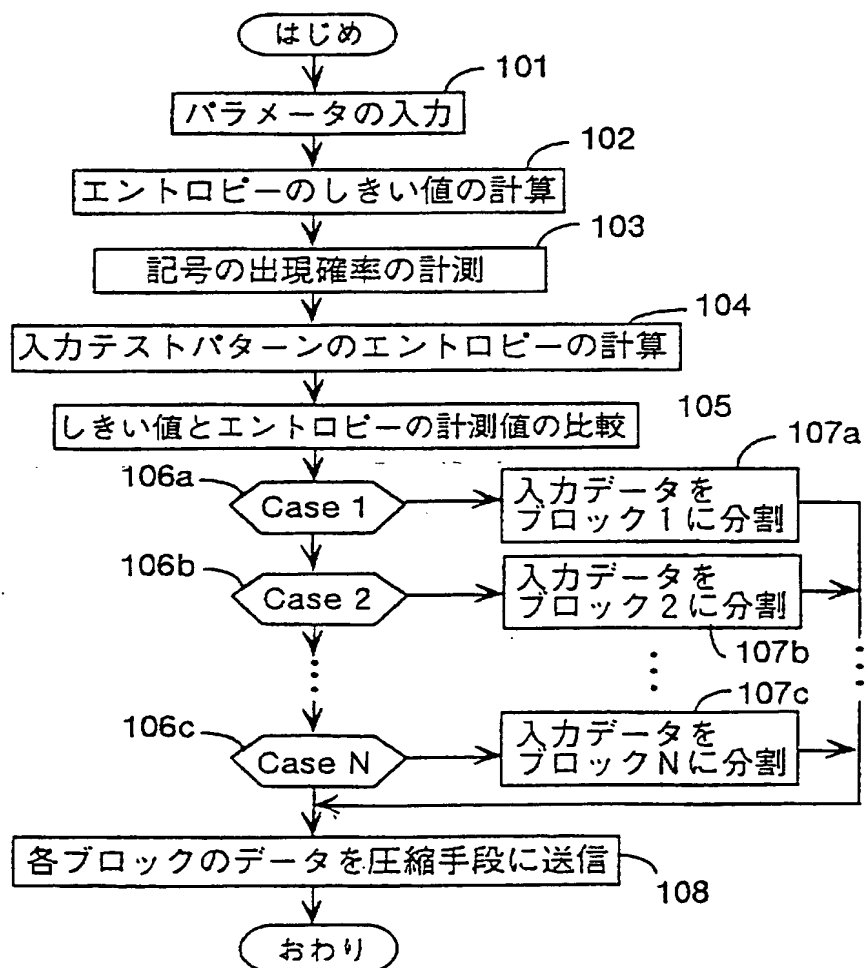 はじめ
101
パラメータの入力
102
エントロピーのしきい値の計算
103
記号の出現確率の計測
104
入力テストパターンのエントロピーの計算
105
しきい値とエントロピーの計測値の比較
106a
Case 1
107a
入力データを
ブロック1に分割
106b
Case 2
入力データを
ブロック2に分割
107b
106c
Case N
107c
入力データを
ブロックNに分割
各ブロックのデータを圧縮手段に送信
108
おわり